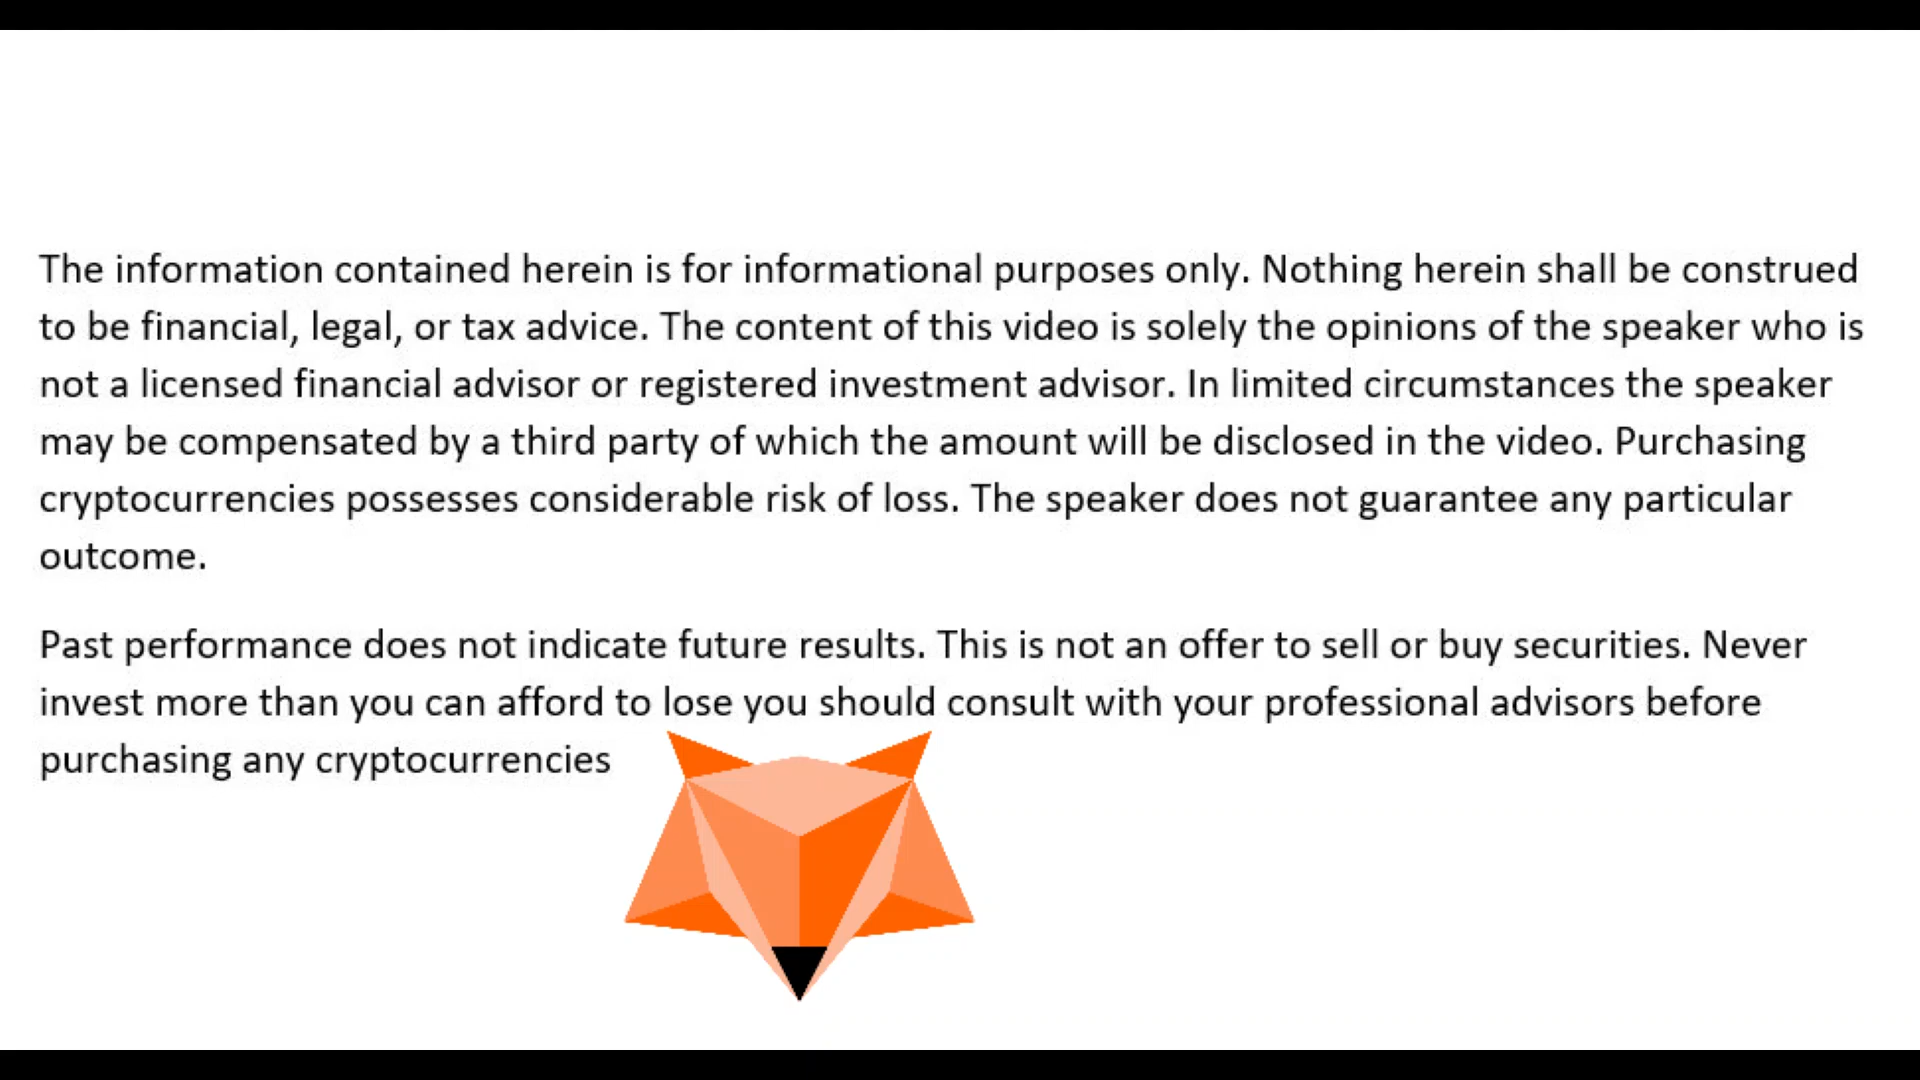 The information contained herein is for informational purposes only. Nothing herein shall be construed
to be financial, legal, or tax advice. The content of this video is solely the opinions of the speaker who is
not a licensed financial advisor or registered investment advisor. In limited circumstances the speaker
may be compensated by a third party of which the amount will be disclosed in the video. Purchasing
cryptocurrencies possesses considerable risk of loss. The speaker does not guarantee any particular
outcome.
Past performance does not indicate future results. This is not an offer to sell or buy securities. Never
invest more than you can afford to lose you should consult with your professional advisors before
purchasing any cryptocurrencies